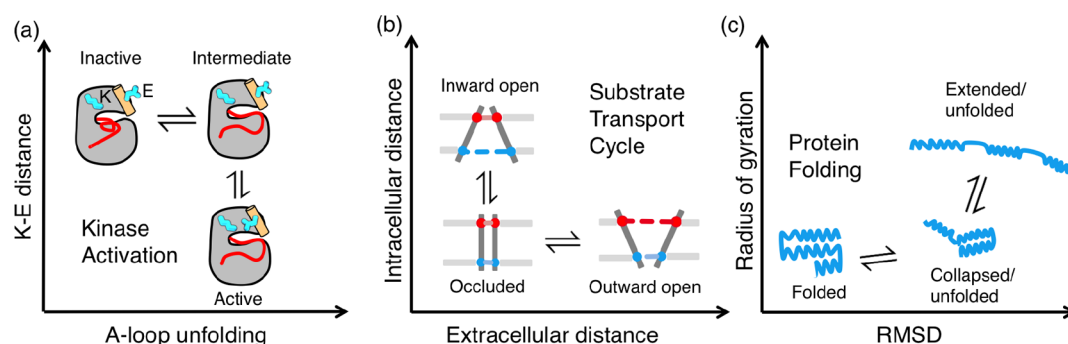 (a)
K-E distance
Inactive
Intermediate
K
E
Kinase
Activation
Active
A-loop unfolding
(b)
Intracellular distance
Inward open
Substrate
Transport
Cycle
Occluded
Outward open
Extracellular distance
(c)
Radius of gyration
Extended/
unfolded
Protein
Folding
Folded
Collapsed/
unfolded
RMSD